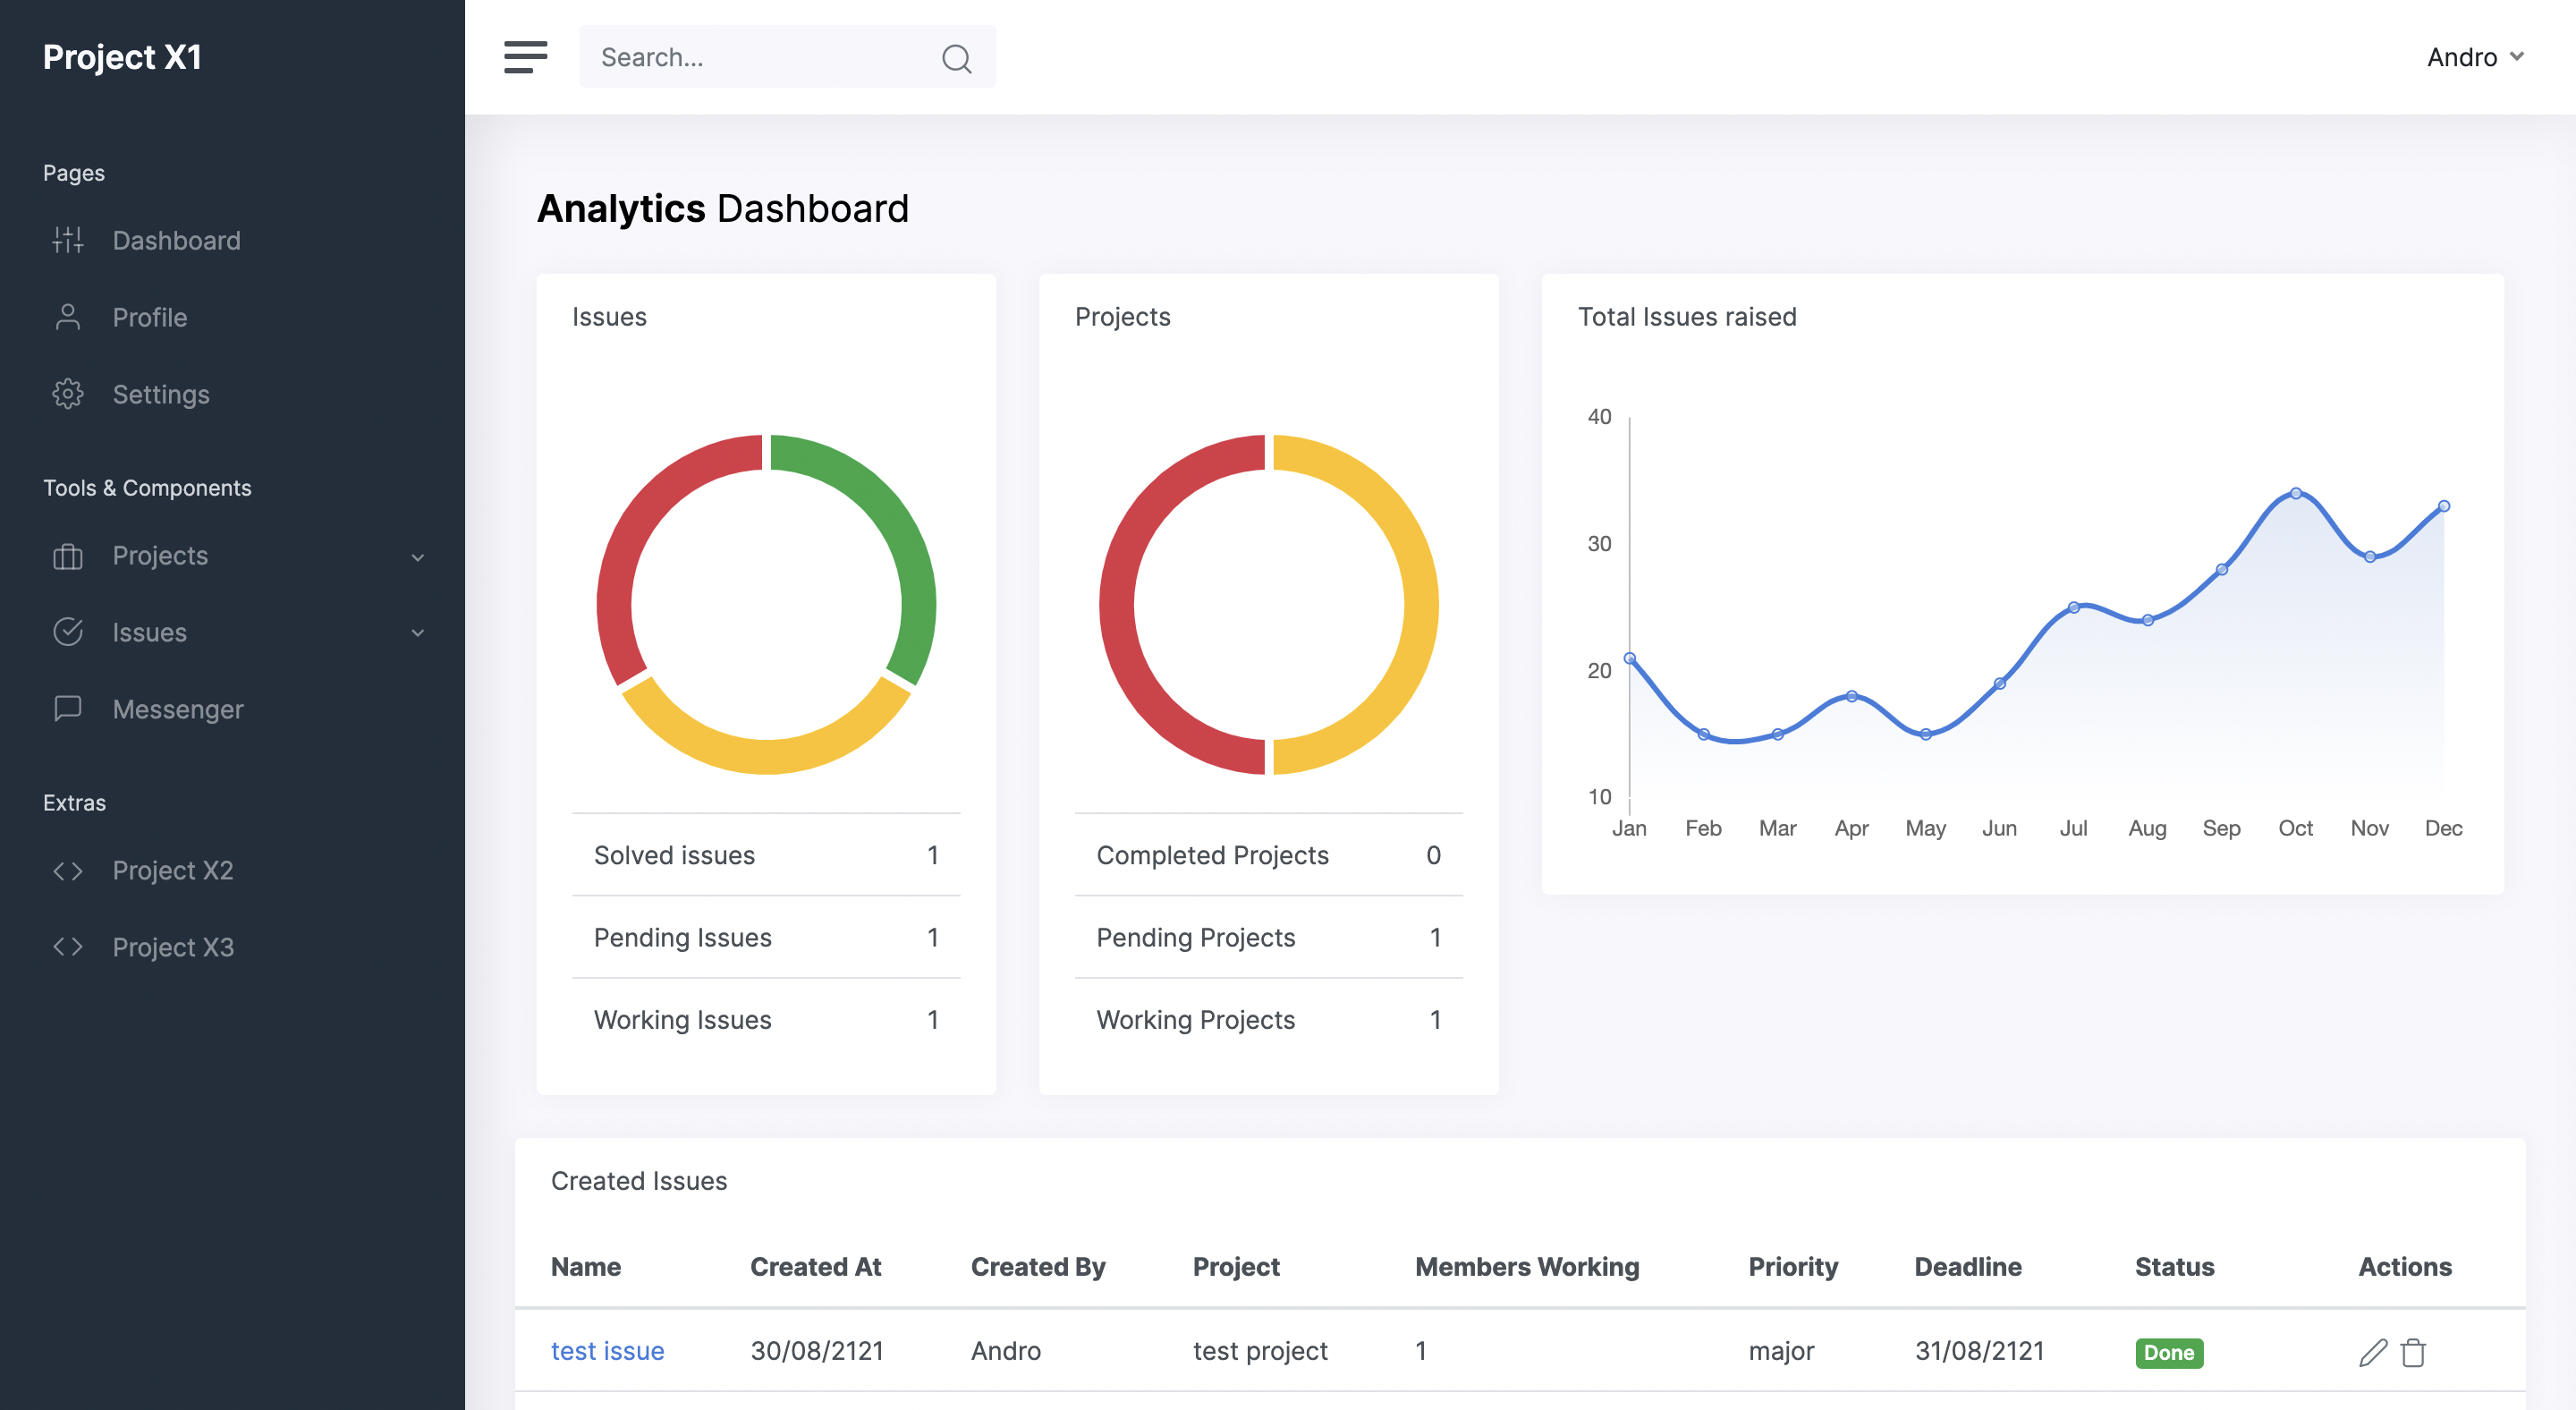 Project X1
Search...
Andro
Pages
Dashboard
Profile
Settings
Tools & Components
Projects
Issues
Messenger
Extras
Project X2
Project X3
Analytics Dashboard
Issues
Solved issues 1
Pending Issues 1
Working Issues 1
Projects
Completed Projects 0
Pending Projects 1
Working Projects 1
Total Issues raised
40
30
20
10
Jan Feb Mar Apr May Jun Jul Aug Sep Oct Nov Dec
Created Issues
Name Created At Created By Project Members Working Priority Deadline Status Actions
test issue 30/08/2121 Andro test project 1 major 31/08/2121 Done